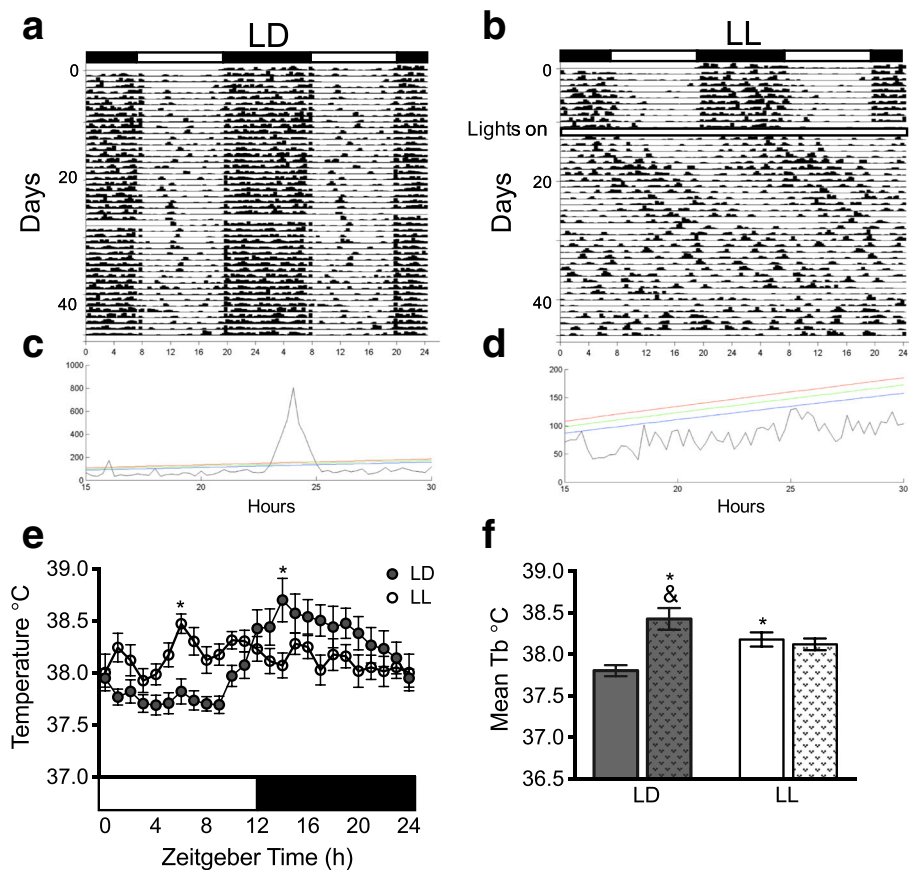 a
LD
b
LL
0
20
40
Days
0 4 8 12 16 20 24 4 8 12 16 20 24
0
Lights on
20
40
Days
0 4 8 12 16 20 24 4 8 12 16 20 24
c
1000
800
600
400
200
0
15 20 25 30
Hours
d
200
150
100
50
0
15 20 25 30
Hours
e
39.0
38.5
38.0
37.5
37.0
Temperature °C
* *
LD
LL
0 4 8 12 16 20 24
Zeitgeber Time (h)
f
39.0
38.5
38.0
37.5
37.0
36.5
Mean Tb °C
*
&
*
LD LL